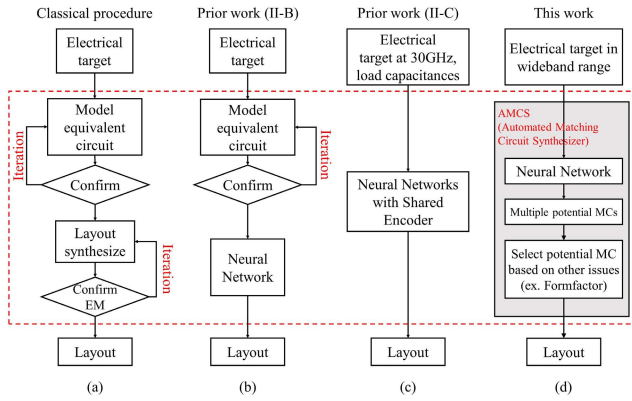 Classical procedure
Electrical
target
Model
equivalent
circuit
Iteration
Confirm
Layout
synthesize
Iteration
Confirm
EM
Layout
(a)
Prior work (II-B)
Electrical
target
Model
equivalent
circuit
Iteration
Confirm
Neural
Network
Layout
(b)
Prior work (II-C)
Electrical
target at 30GHz,
load capacitances
Neural Networks
with Shared
Encoder
Layout
(c)
This work
Electrical target in
wideband range
AMCS
(Automated Matching
Circuit Synthesizer)
Neural Network
Multiple potential MCs
Select potential MC
based on other issues
(ex. Formfactor)
Layout
(d)